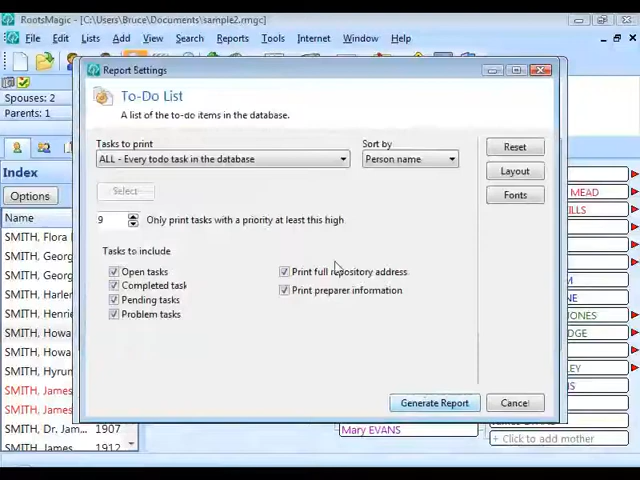 RootsMagic - [C:\Users\Bruce\Documents\sample2.rmgc]
File Edit Lists Add View Search Reports Tools Internet Window Help
Report Settings
Spouses: 2
Parents: 1
To-Do List
A list of the to-do items in the database.
Tasks to print
Sort by
Reset
ALL - Every todo task in the database
Person name
Index
Layout
Options
Select
Fonts
MEAD
Name
9 Only print tasks with a priority at least this high
SMITH, Flora
SMITH, Georg
SMITH, Georg
SMITH, Harler
SMITH, Henrie
SMITH, Howa
SMITH, Howa
SMITH, Hyrun
SMITH, James
SMITH, James
SMITH, Dr. Jam... 1907
SMITH, James 1912
Tasks to include
Open tasks
Completed task
Pending tasks
Problem tasks
Print full repository address
Print preparer information
JONES
Generate Report
Cancel
Mary EVANS
+ Click to add mother